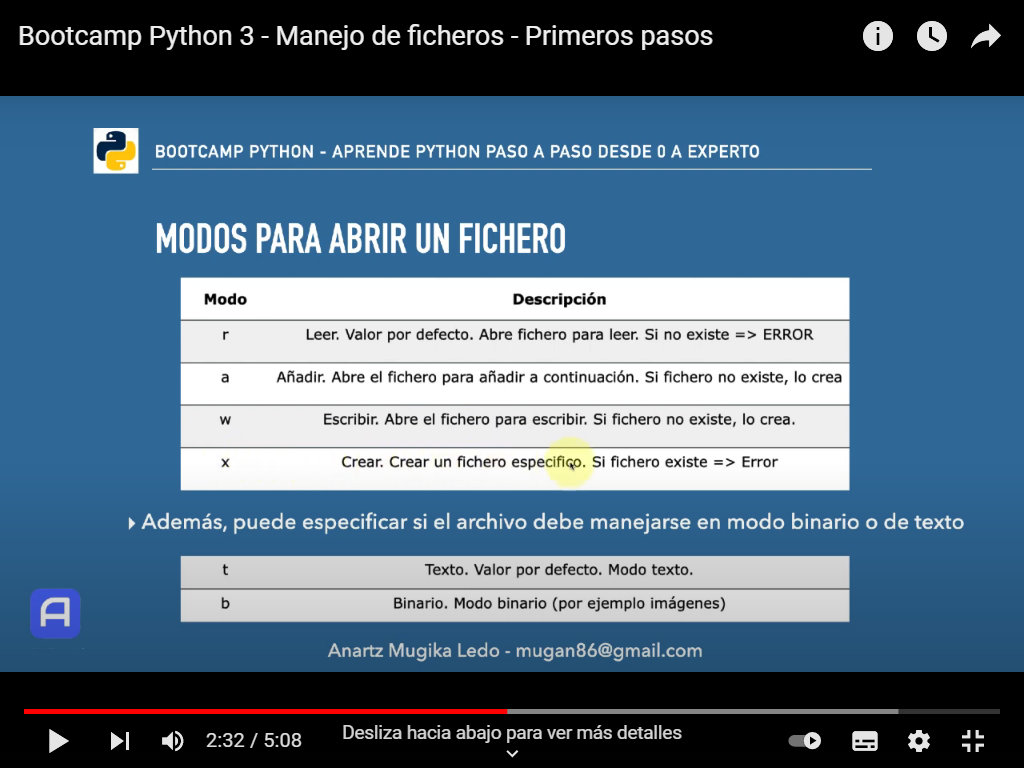 Bootcamp Python 3 - Manejo de ficheros - Primeros pasos
BOOTCAMP PYTHON - APRENDE PYTHON PASO A PASO DESDE 0 A EXPERTO
MODOS PARA ABRIR UN FICHERO
Modo Descripción
r Leer. Valor por defecto. Abre fichero para leer. Si no existe => ERROR
a Añadir. Abre el fichero para añadir a continuación. Si fichero no existe, lo crea
w Escribir. Abre el fichero para escribir. Si fichero no existe, lo crea.
x Crear. Crear un fichero especifico. Si fichero existe => Error
Además, puede especificar si el archivo debe manejarse en modo binario o de texto
t Texto. Valor por defecto. Modo texto.
b Binario. Modo binario (por ejemplo imágenes)
A
Anartz Mugika Ledo - mugan86@gmail.com
2:32 / 5:08
Desliza hacia abajo para ver más detalles